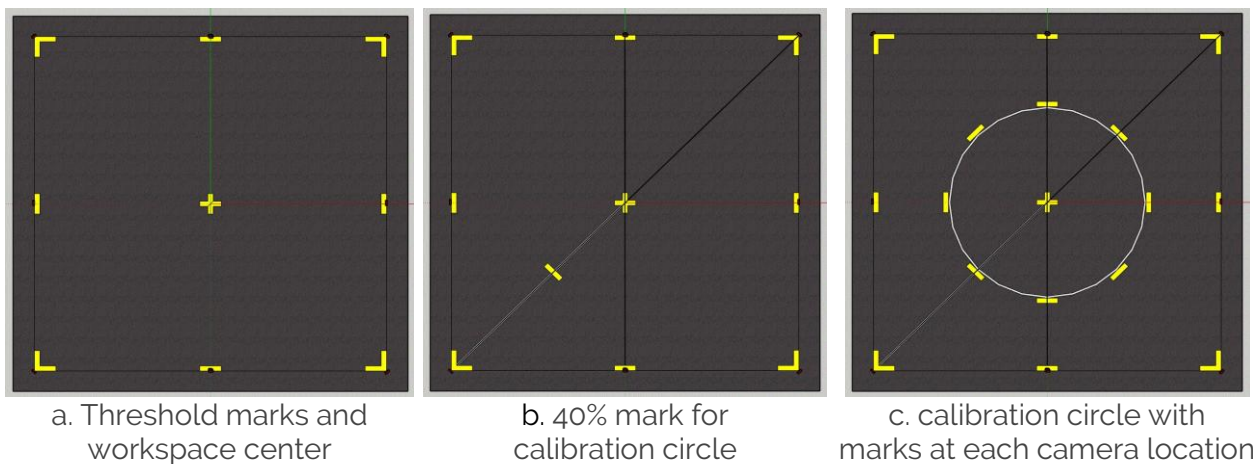 a. Threshold marks and
workspace center
b. 40% mark for
calibration circle
c. calibration circle with
marks at each camera location